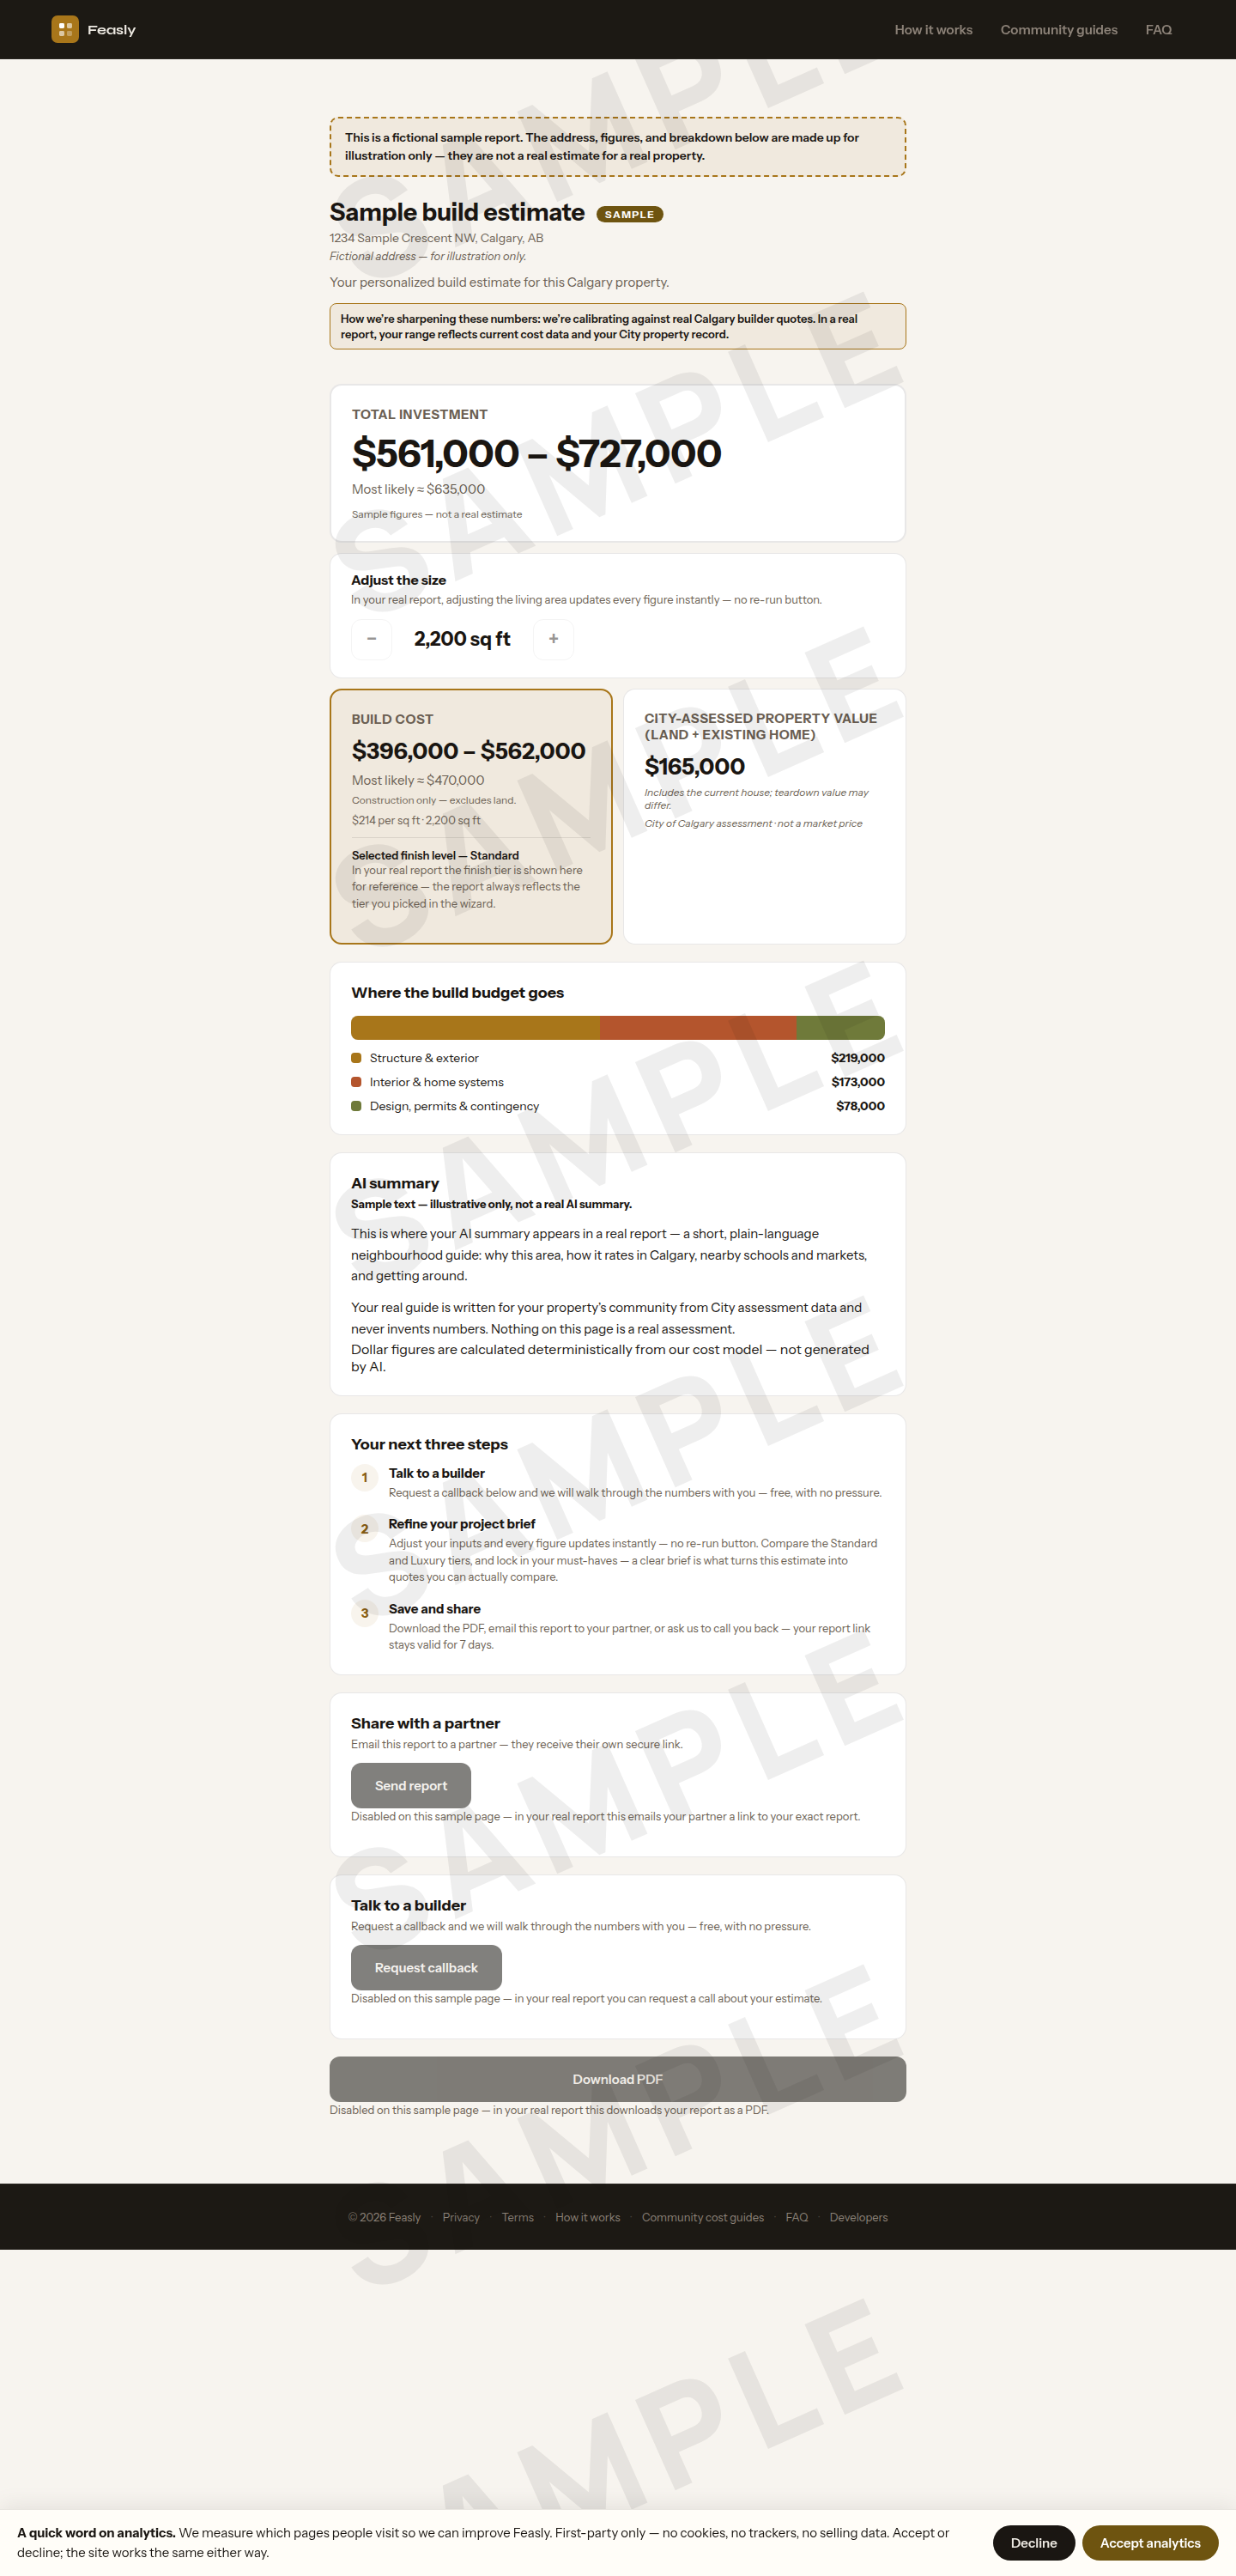 Feasly
How it works
Community guides
FAQ
This is a fictional sample report. The address, figures, and breakdown below are made up for
illustration only — they are not a real estimate for a real property.
Sample build estimate
SAMPLE
1234 Sample Crescent NW, Calgary, AB
Fictional address — for illustration only.
Your personalized build estimate for this Calgary property.
How we’re sharpening these numbers: we’re calibrating against real Calgary builder quotes. In a real
report, your range reflects current cost data and your City property record.
TOTAL INVESTMENT
$561,000 – $727,000
Most likely ≈ $635,000
Sample figures — not a real estimate
Adjust the size
In your real report, adjusting the living area updates every figure instantly — no re-run button.
− 2,200 sq ft +
BUILD COST
$396,000 – $562,000
Most likely ≈ $470,000
Construction only — excludes land.
$214 per sq ft · 2,200 sq ft
Selected finish level — Standard
In your real report the finish tier is shown here
for reference — the report always reflects the
tier you picked in the wizard.
CITY-ASSESSED PROPERTY VALUE
(LAND + EXISTING HOME)
$165,000
Includes the current house; teardown value may
differ.
City of Calgary assessment · not a market price
Where the build budget goes
Structure & exterior $219,000
Interior & home systems $173,000
Design, permits & contingency $78,000
AI summary
Sample text — illustrative only, not a real AI summary.
This is where your AI summary appears in a real report — a short, plain-language
neighbourhood guide: why this area, how it rates in Calgary, nearby schools and markets,
and getting around.
Your real guide is written for your property’s community from City assessment data and
never invents numbers. Nothing on this page is a real assessment.
Dollar figures are calculated deterministically from our cost model — not generated
by AI.
Your next three steps
1 Talk to a builder
Request a callback below and we will walk through the numbers with you — free, with no pressure.
2 Refine your project brief
Adjust your inputs and every figure updates instantly — no re-run button. Compare the Standard
and Luxury tiers, and lock in your must-haves — a clear brief is what turns this estimate into
quotes you can actually compare.
3 Save and share
Download the PDF, email this report to your partner, or ask us to call you back — your report link
stays valid for 7 days.
Share with a partner
Email this report to a partner — they receive their own secure link.
Send report
Disabled on this sample page — in your real report this emails your partner a link to your exact report.
Talk to a builder
Request a callback and we will walk through the numbers with you — free, with no pressure.
Request callback
Disabled on this sample page — in your real report you can request a call about your estimate.
Download PDF
Disabled on this sample page — in your real report this downloads your report as a PDF.
© 2026 Feasly · Privacy · Terms · How it works · Community cost guides · FAQ · Developers
A quick word on analytics. We measure which pages people visit so we can improve Feasly. First-party only — no cookies, no trackers, no selling data. Accept or
decline; the site works the same either way.
Decline
Accept analytics
SAMPLE
SAMPLE
SAMPLE
SAMPLE
SAMPLE
SAMPLE
SAMPLE
SAMPLE